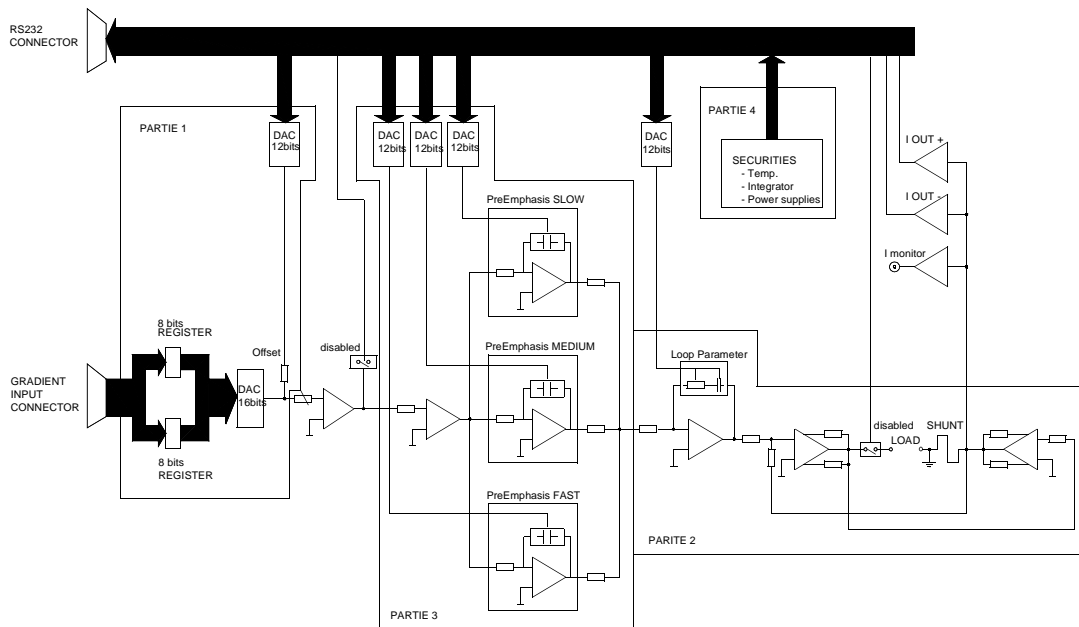 RS232
CONNECTOR
PARTIE 1
DAC
12bits
DAC
12bits
DAC
12bits
DAC
12bits
DAC
12bits
PARTIE 4
SECURITIES
- Temp.
- Integrator
- Power supplies
I OUT +
I OUT -
I monitor
PreEmphasis SLOW
8 bits
REGISTER
Offset
disabled
PreEmphasis MEDIUM
Loop Parameter
GRADIENT
INPUT
CONNECTOR
DAC
16bits
disabled
LOAD
SHUNT
8 bits
REGISTER
PreEmphasis FAST
PARITE 2
PARTIE 3